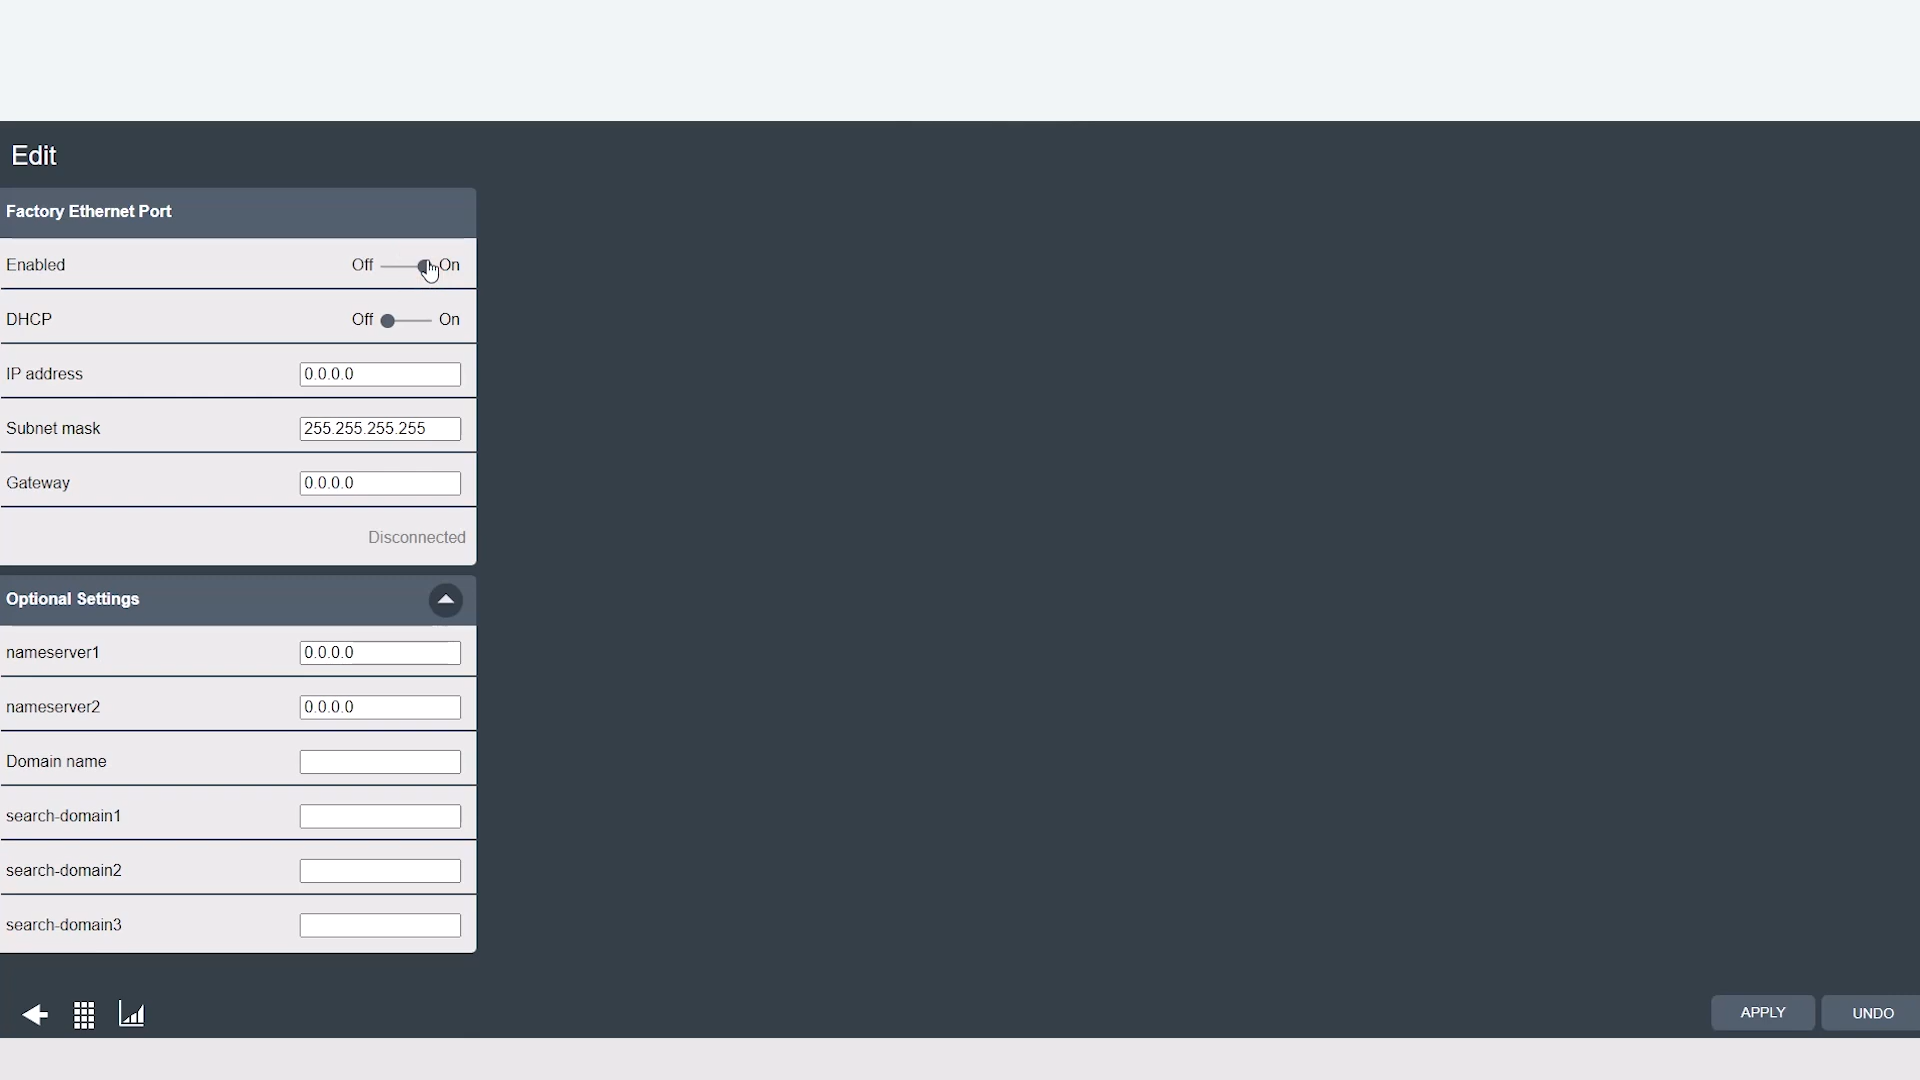 Edit
Factory Ethernet Port
Enabled Off On
DHCP Off On
IP address 0.0.0.0
Subnet mask 255.255.255.255
Gateway 0.0.0.0
Disconnected
Optional Settings
nameserver1 0.0.0.0
nameserver2 0.0.0.0
Domain name
search-domain1
search-domain2
search-domain3
APPLY UNDO